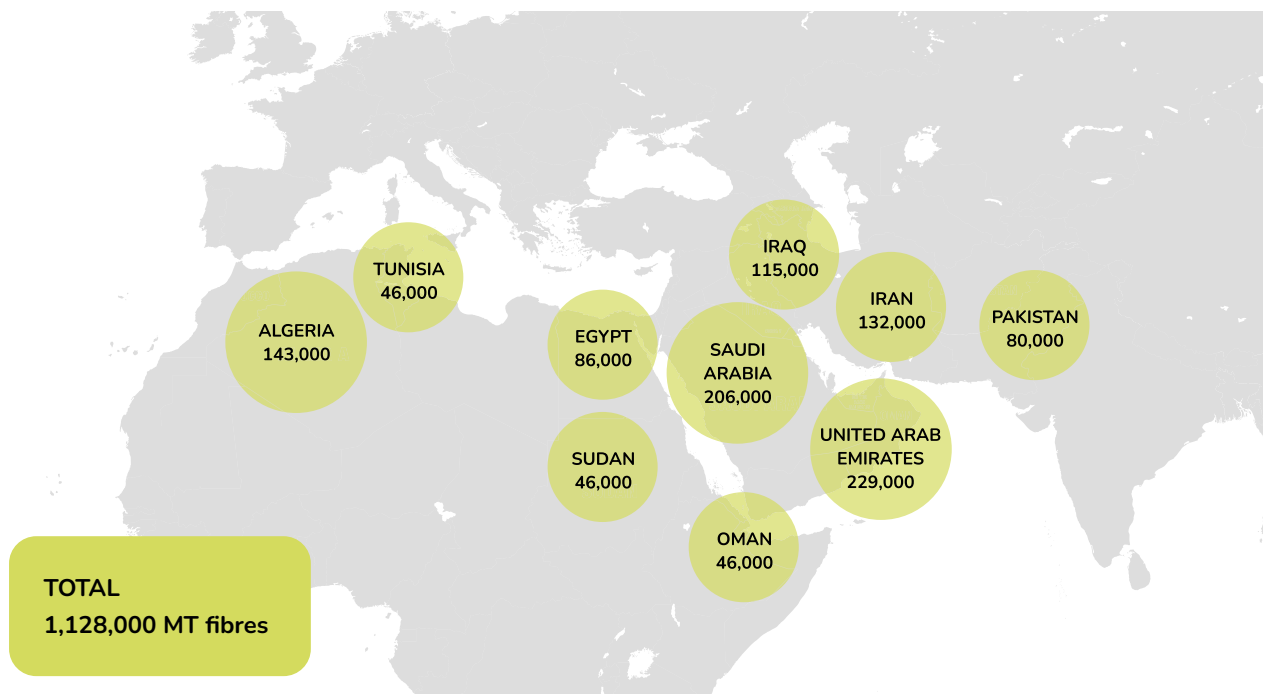 IRAQ
115,000
TUNISIA
46,000
IRAN
132,000
PAKISTAN
80,000
ALGERIA
143,000
EGYPT
86,000
SAUDI
ARABIA
206,000
UNITED ARAB
EMIRATES
229,000
SUDAN
46,000
OMAN
46,000
TOTAL
1,128,000 MT fibres